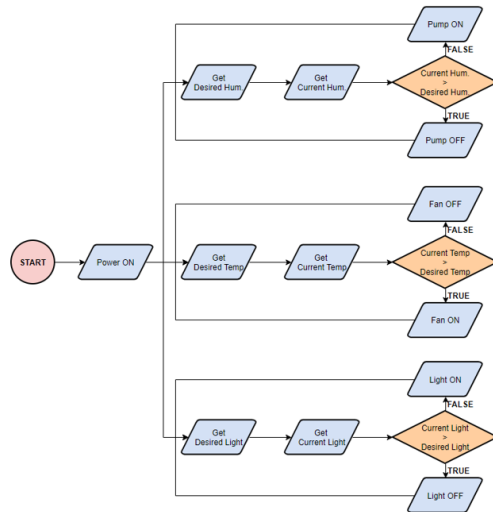 Pump ON
FALSE
Get
Desired Hum.
Get
Current Hum.
Current Hum.
>
Desired Hum.
TRUE
Pump OFF
Fan OFF
FALSE
START
Power ON
Get
Desired Temp
Get
Current Temp
Current Temp
>
Desired Temp
TRUE
Fan ON
Light ON
FALSE
Get
Desired Light
Get
Current Light
Current Light
>
Desired Light
TRUE
Light OFF